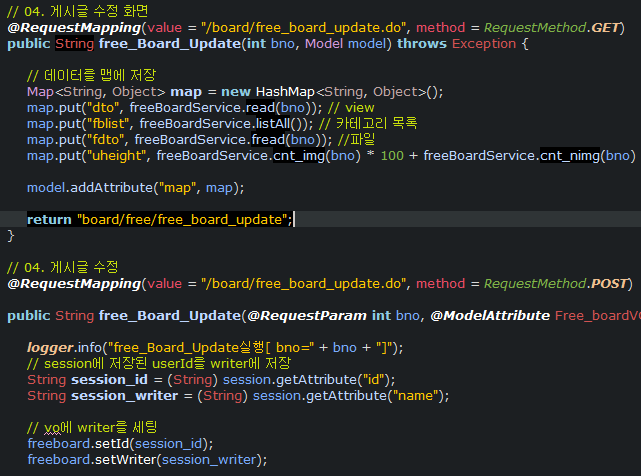 // 04. 게시글 수정 화면
@RequestMapping(value = "/board/free_board_update.do", method = RequestMethod.GET)
public String free_Board_Update(int bno, Model model) throws Exception {
// 데이터를 맵에 저장
Map<String, Object> map = new HashMap<String, Object>();
map.put("dto", freeBoardService.read(bno)); // view
map.put("fblist", freeBoardService.listAll()); // 카테고리 목록
map.put("fdto", freeBoardService.fread(bno)); //파일
map.put("uheight", freeBoardService.cnt_img(bno) * 100 + freeBoardService.cnt_nimg(bno)
model.addAttribute("map", map);
return "board/free/free_board_update";
}
// 04. 게시글 수정
@RequestMapping(value = "/board/free_board_update.do", method = RequestMethod.POST)
public String free_Board_Update(@RequestParam int bno, @ModelAttribute Free_boardV
logger.info("free_Board_Update실행[ bno=" + bno + "]");
// session에 저장된 userId를 writer에 저장
String session_id = (String) session.getAttribute("id");
String session_writer = (String) session.getAttribute("name");
// vo에 writer를 세팅
freeboard.setId(session_id);
freeboard.setWriter(session_writer);